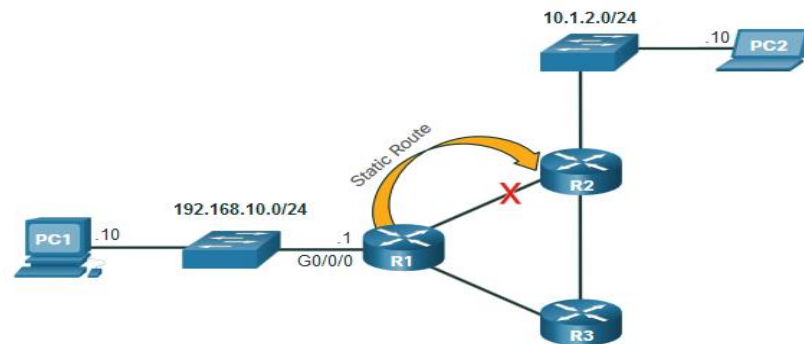 10.1.2.0/24
.10
PC2
Static Route
R2
192.168.10.0/24
PC1
.10
.1
G0/0/0
R1
R3